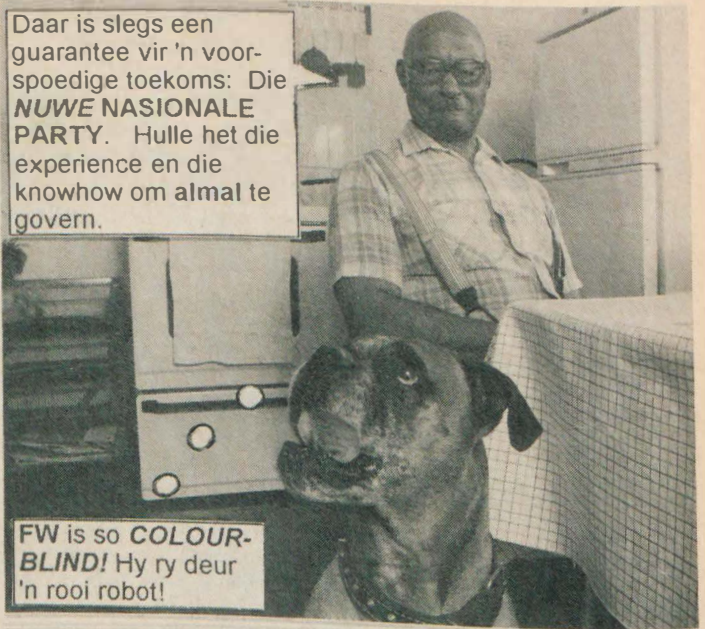 Daar is slegs een
guarantee vir 'n voor-
spoedige toekoms: Die
NUWE NASIONALE
PARTY. Hulle het die
experience en die
knowhow om almal te
govern.
FW is so COLOUR-
BLIND! Hy ry deur
'n rooi robot!